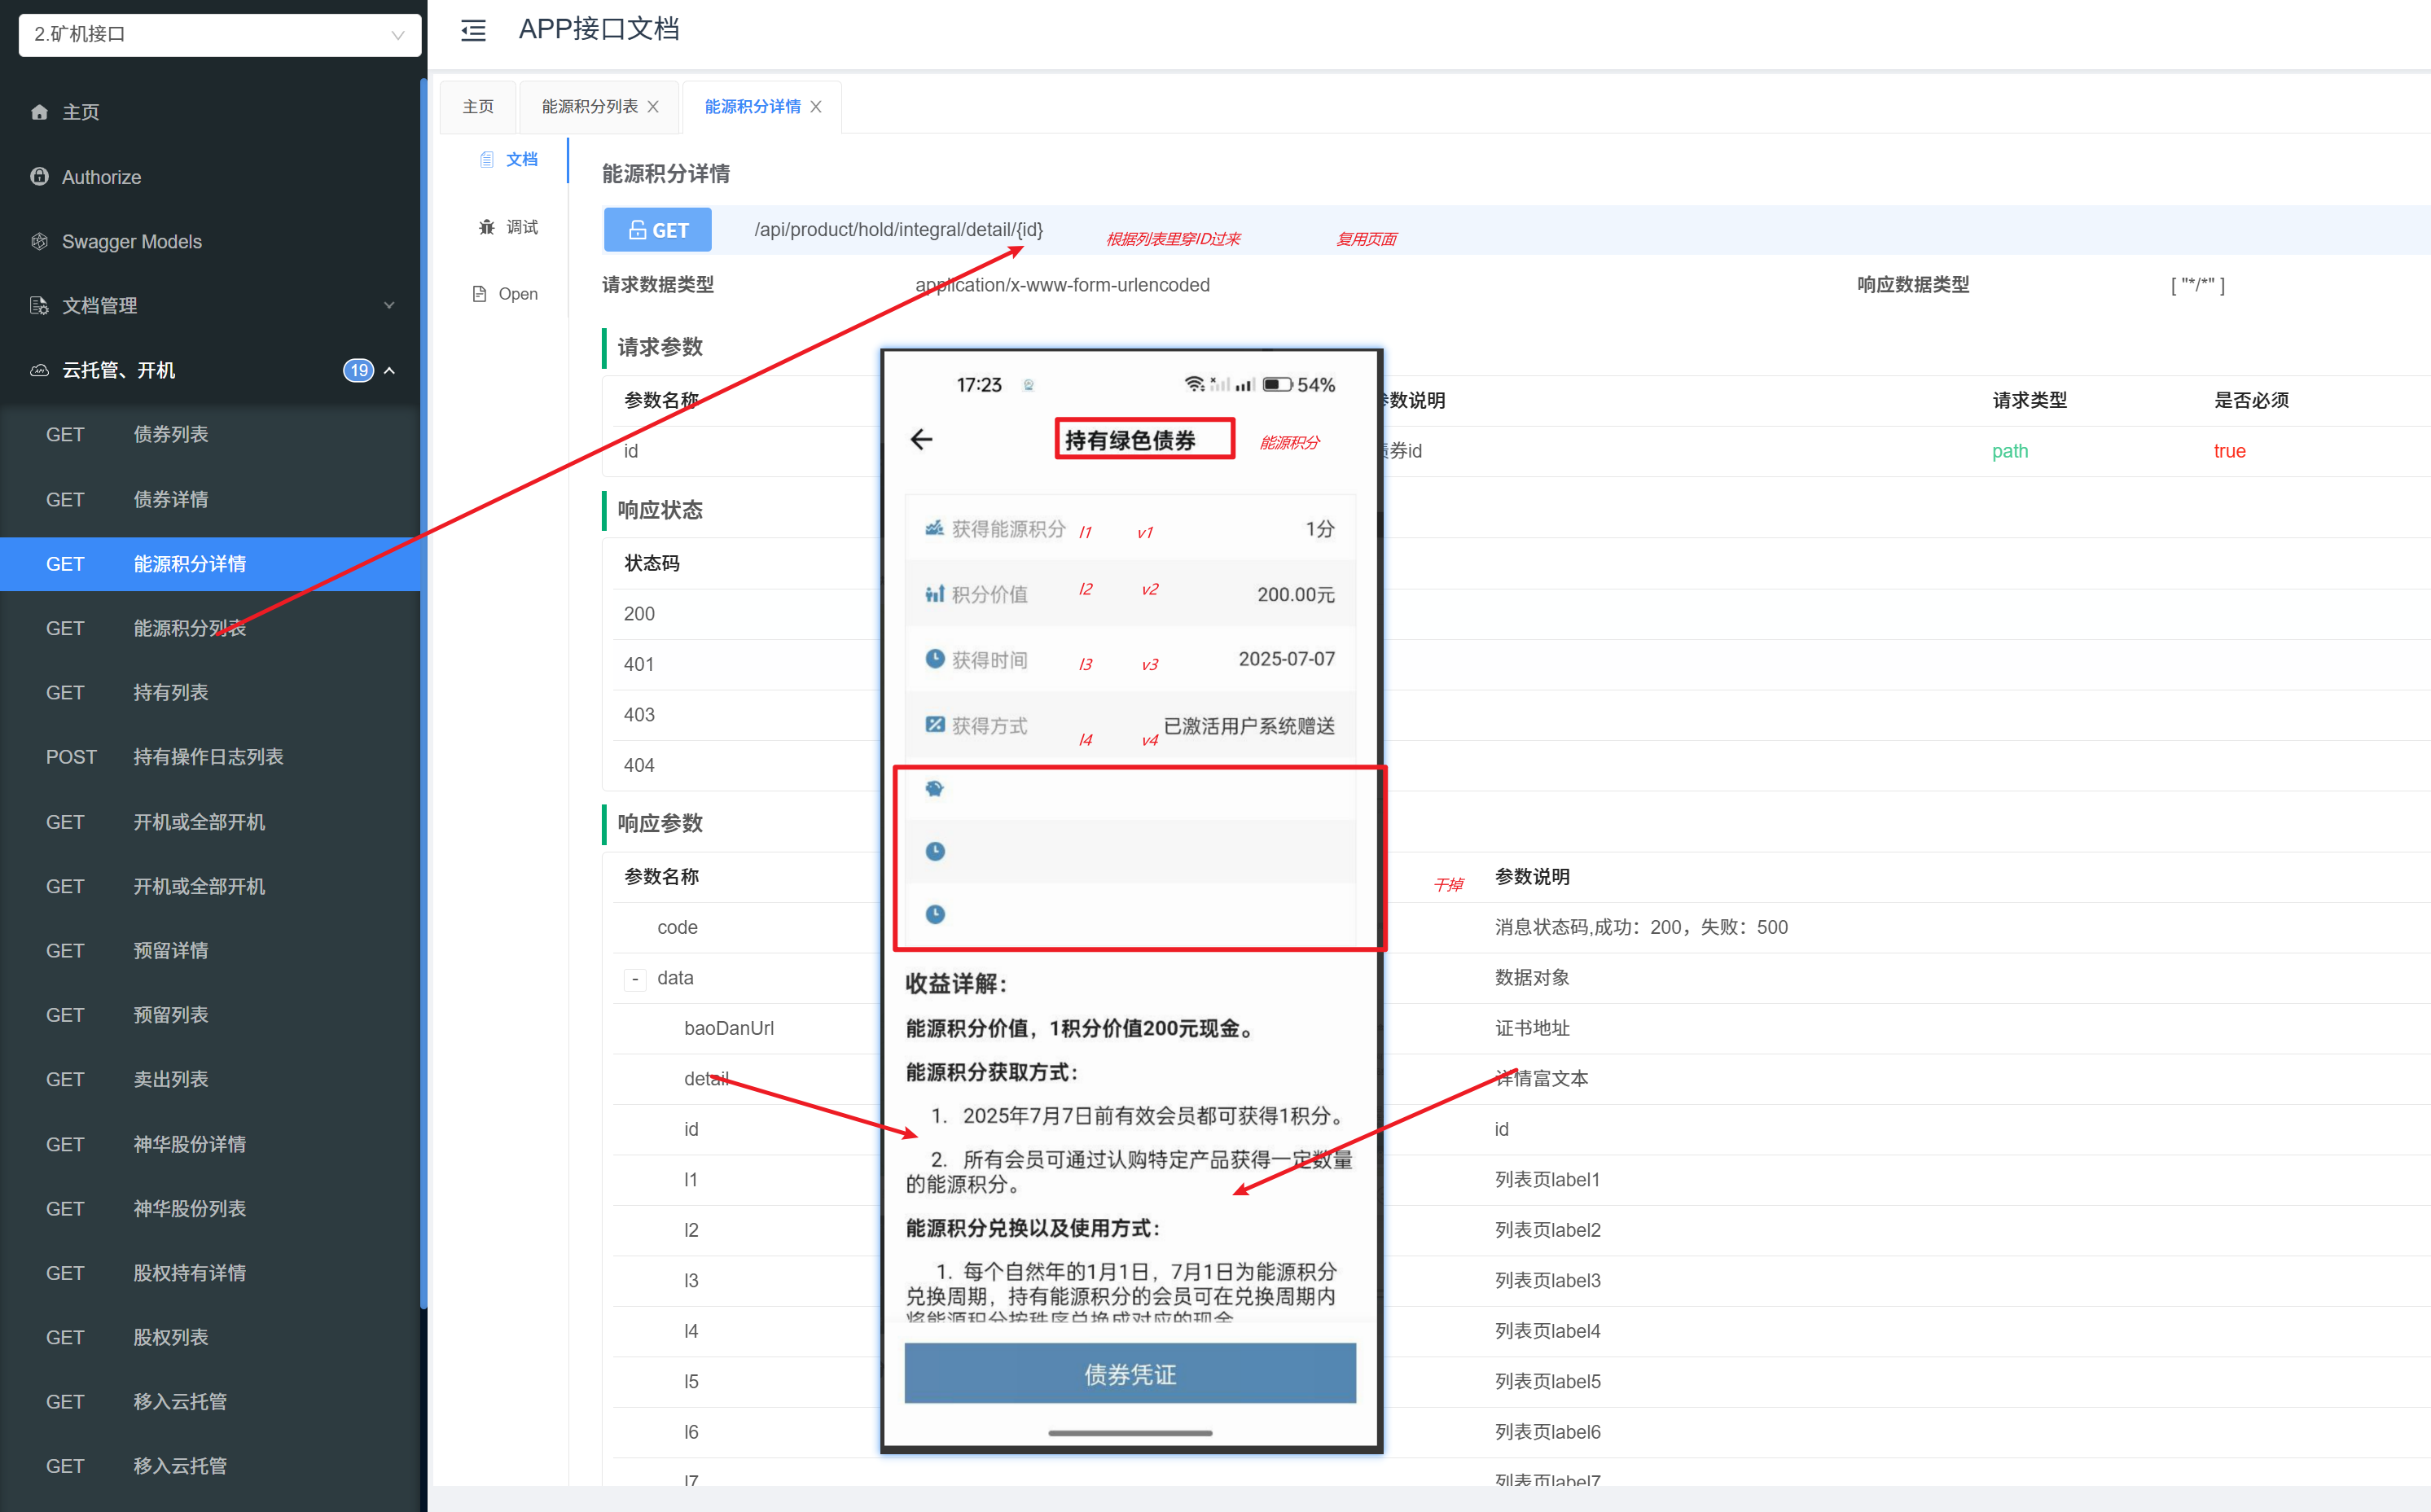 2.矿机接口
主页
Authorize
Swagger Models
文档管理
云托管、开机 19
GET 债券列表
GET 债券详情
GET 能源积分详情
GET 能源积分列表
GET 持有列表
POST 持有操作日志列表
GET 开机或全部开机
GET 开机或全部开机
GET 预留详情
GET 预留列表
GET 卖出列表
GET 神华股份详情
GET 神华股份列表
GET 股权持有详情
GET 股权列表
GET 移入云托管
GET 移入云托管
APP接口文档
主页 能源积分列表 能源积分详情
文档
调试
Open
能源积分详情
GET /api/product/hold/integral/detail/{id} 根据列表里穿ID过来 复用页面
请求数据类型 application/x-www-form-urlencoded 响应数据类型 [ "*/*" ]
请求参数
参数名称 参数说明 请求类型 是否必须
id 债券id path true
响应状态
状态码
200
401
403
404
响应参数
参数名称 干掉 参数说明
code 消息状态码,成功：200，失败：500
- data 数据对象
baoDanUrl 证书地址
detail 详情富文本
id id
l1 列表页label1
l2 列表页label2
l3 列表页label3
l4 列表页label4
l5 列表页label5
l6 列表页label6
l7 列表页label7
17:23 54%
持有绿色债券 能源积分
获得能源积分 l1 v1 1分
积分价值 l2 v2 200.00元
获得时间 l3 v3 2025-07-07
获得方式 l4 v4 已激活用户系统赠送
收益详解：
能源积分价值，1积分价值200元现金。
能源积分获取方式：
1. 2025年7月7日前有效会员都可获得1积分。
2. 所有会员可通过认购特定产品获得一定数量
的能源积分。
能源积分兑换以及使用方式：
1. 每个自然年的1月1日，7月1日为能源积分
兑换周期，持有能源积分的会员可在兑换周期内
将能源积分按秩序兑换成对应的现金
债券凭证